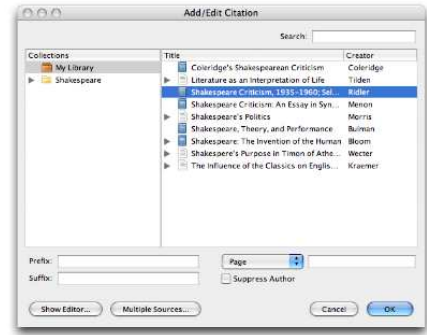 Add/Edit Citation
Search:
Collections
Title
Creator
My Library
Coleridge's Shakespearean Criticism
Coleridge
Shakespeare
Literature as an Interpretation of Life
Tilden
Shakespeare Criticism, 1935-1960; Sel...
Ridler
Shakespeare Criticism: An Essay in Syn...
Menon
Shakespeare's Politics
Morris
Shakespeare, Theory, and Performance
Bulman
Shakespeare: The Invention of the Human
Bloom
Shakspere's Purpose in Timon of Athe...
Wecter
The Influence of the Classics on Englis...
Kraemer
Prefix:
Page
Suffix:
Suppress Author
Show Editor...
Multiple Sources...
Cancel
OK